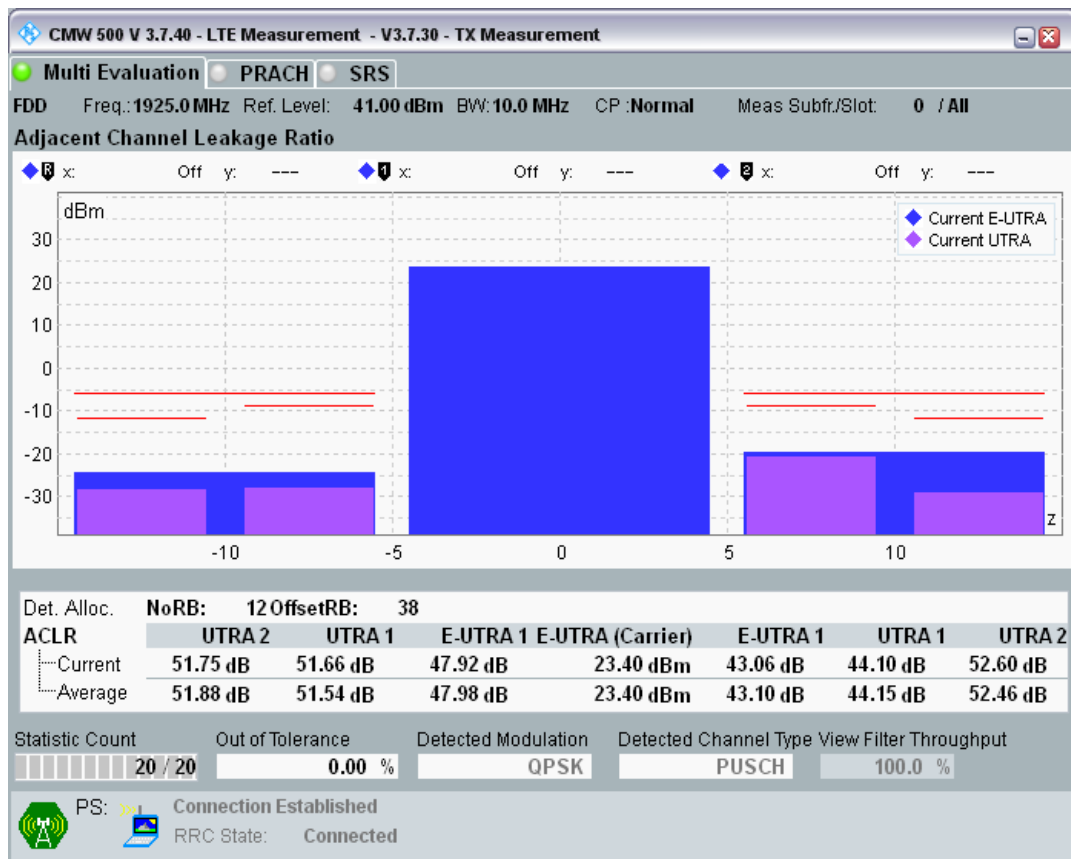 CMW 500 V 3.7.40 - LTE Measurement - V3.7.30 - TX Measurement
Multi Evaluation PRACH SRS
FDD Freq.:1925.0 MHz Ref. Level: 41.00 dBm BW:10.0 MHz CP :Normal Meas Subfr./Slot: 0 / All
Adjacent Channel Leakage Ratio
R x: Off y: --- 1 x: Off y: --- 2 x: Off y: ---
dBm
Current E-UTRA
Current UTRA
30
20
10
0
-10
-20
-30
z
-10 -5 0 5 10
Det. Alloc. NoRB: 12 OffsetRB: 38
ACLR UTRA 2 UTRA 1 E-UTRA 1 E-UTRA (Carrier) E-UTRA 1 UTRA 1 UTRA 2
Current 51.75 dB 51.66 dB 47.92 dB 23.40 dBm 43.06 dB 44.10 dB 52.60 dB
Average 51.88 dB 51.54 dB 47.98 dB 23.40 dBm 43.10 dB 44.15 dB 52.46 dB
Statistic Count Out of Tolerance Detected Modulation Detected Channel Type View Filter Throughput
20 / 20 0.00 % QPSK PUSCH 100.0 %
PS: Connection Established
RRC State: Connected